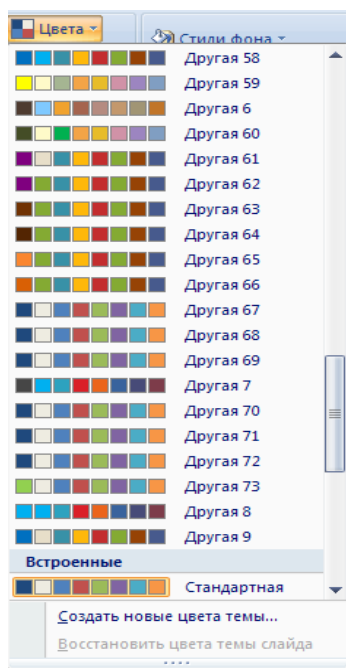 Цвета
Стили фона
Другая 58
Другая 59
Другая 6
Другая 60
Другая 61
Другая 62
Другая 63
Другая 64
Другая 65
Другая 66
Другая 67
Другая 68
Другая 69
Другая 7
Другая 70
Другая 71
Другая 72
Другая 73
Другая 8
Другая 9
Встроенные
Стандартная
Создать новые цвета темы...
Восстановить цвета темы слайда